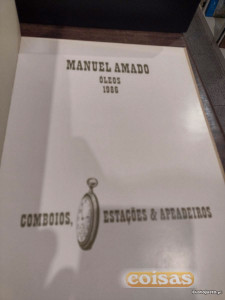 MANUEL AMADO
ÓLEOS
1986
COMBOIOS, ESTAÇÕES & APEADEIROS
coisas